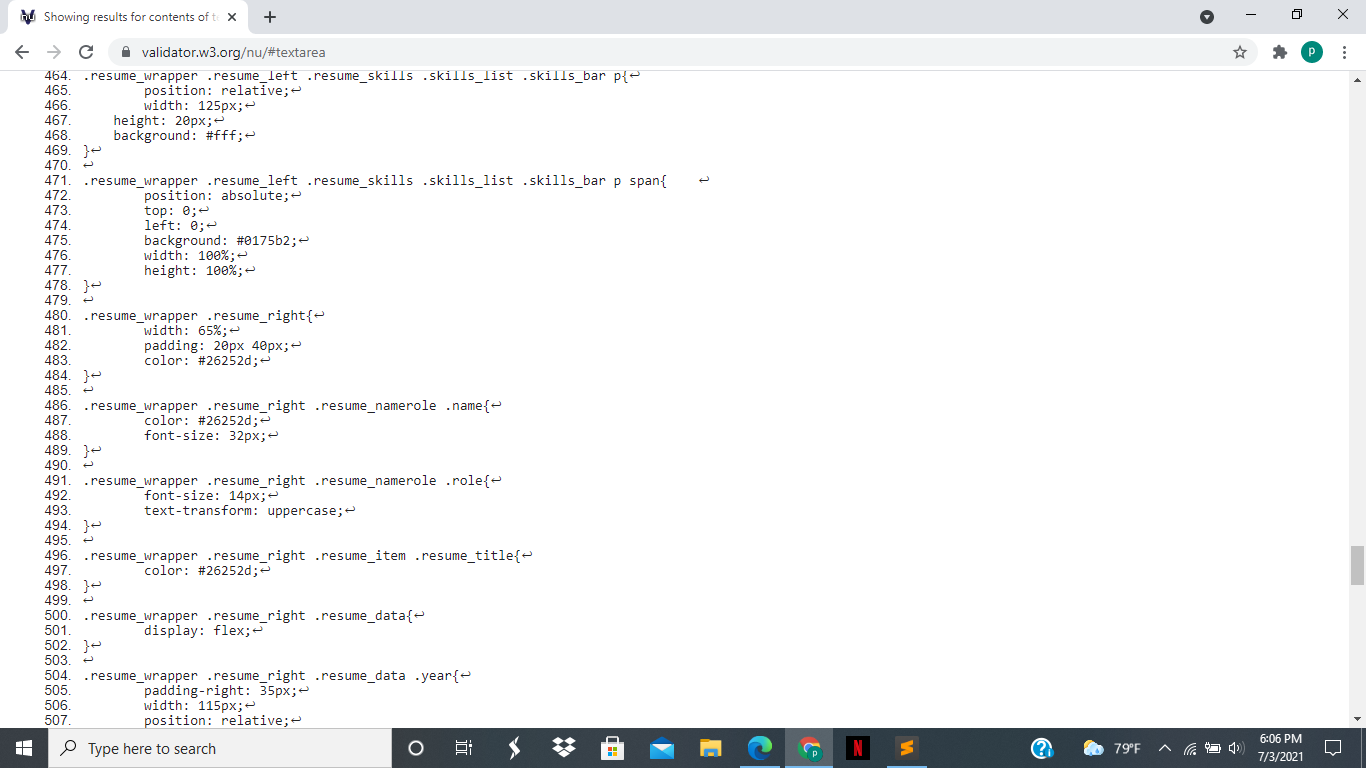 Showing results for contents of t
validator.w3.org/nu/#textarea
P
464. .resume_wrapper .resume_left .resume_skills .skills_list .skills_bar p{↩
465. position: relative;↩
466. width: 125px;↩
467. height: 20px;↩
468. background: #fff;↩
469. }↩
470. ↩
471. .resume_wrapper .resume_left .resume_skills .skills_list .skills_bar p span{ ↩
472. position: absolute;↩
473. top: 0;↩
474. left: 0;↩
475. background: #0175b2;↩
476. width: 100%;↩
477. height: 100%;↩
478. }↩
479. ↩
480. .resume_wrapper .resume_right{↩
481. width: 65%;↩
482. padding: 20px 40px;↩
483. color: #26252d;↩
484. }↩
485. ↩
486. .resume_wrapper .resume_right .resume_namerole .name{↩
487. color: #26252d;↩
488. font-size: 32px;↩
489. }↩
490. ↩
491. .resume_wrapper .resume_right .resume_namerole .role{↩
492. font-size: 14px;↩
493. text-transform: uppercase;↩
494. }↩
495. ↩
496. .resume_wrapper .resume_right .resume_item .resume_title{↩
497. color: #26252d;↩
498. }↩
499. ↩
500. .resume_wrapper .resume_right .resume_data{↩
501. display: flex;↩
502. }↩
503. ↩
504. .resume_wrapper .resume_right .resume_data .year{↩
505. padding-right: 35px;↩
506. width: 115px;↩
507. position: relative;↩
Type here to search
79°F
6:06 PM
7/3/2021